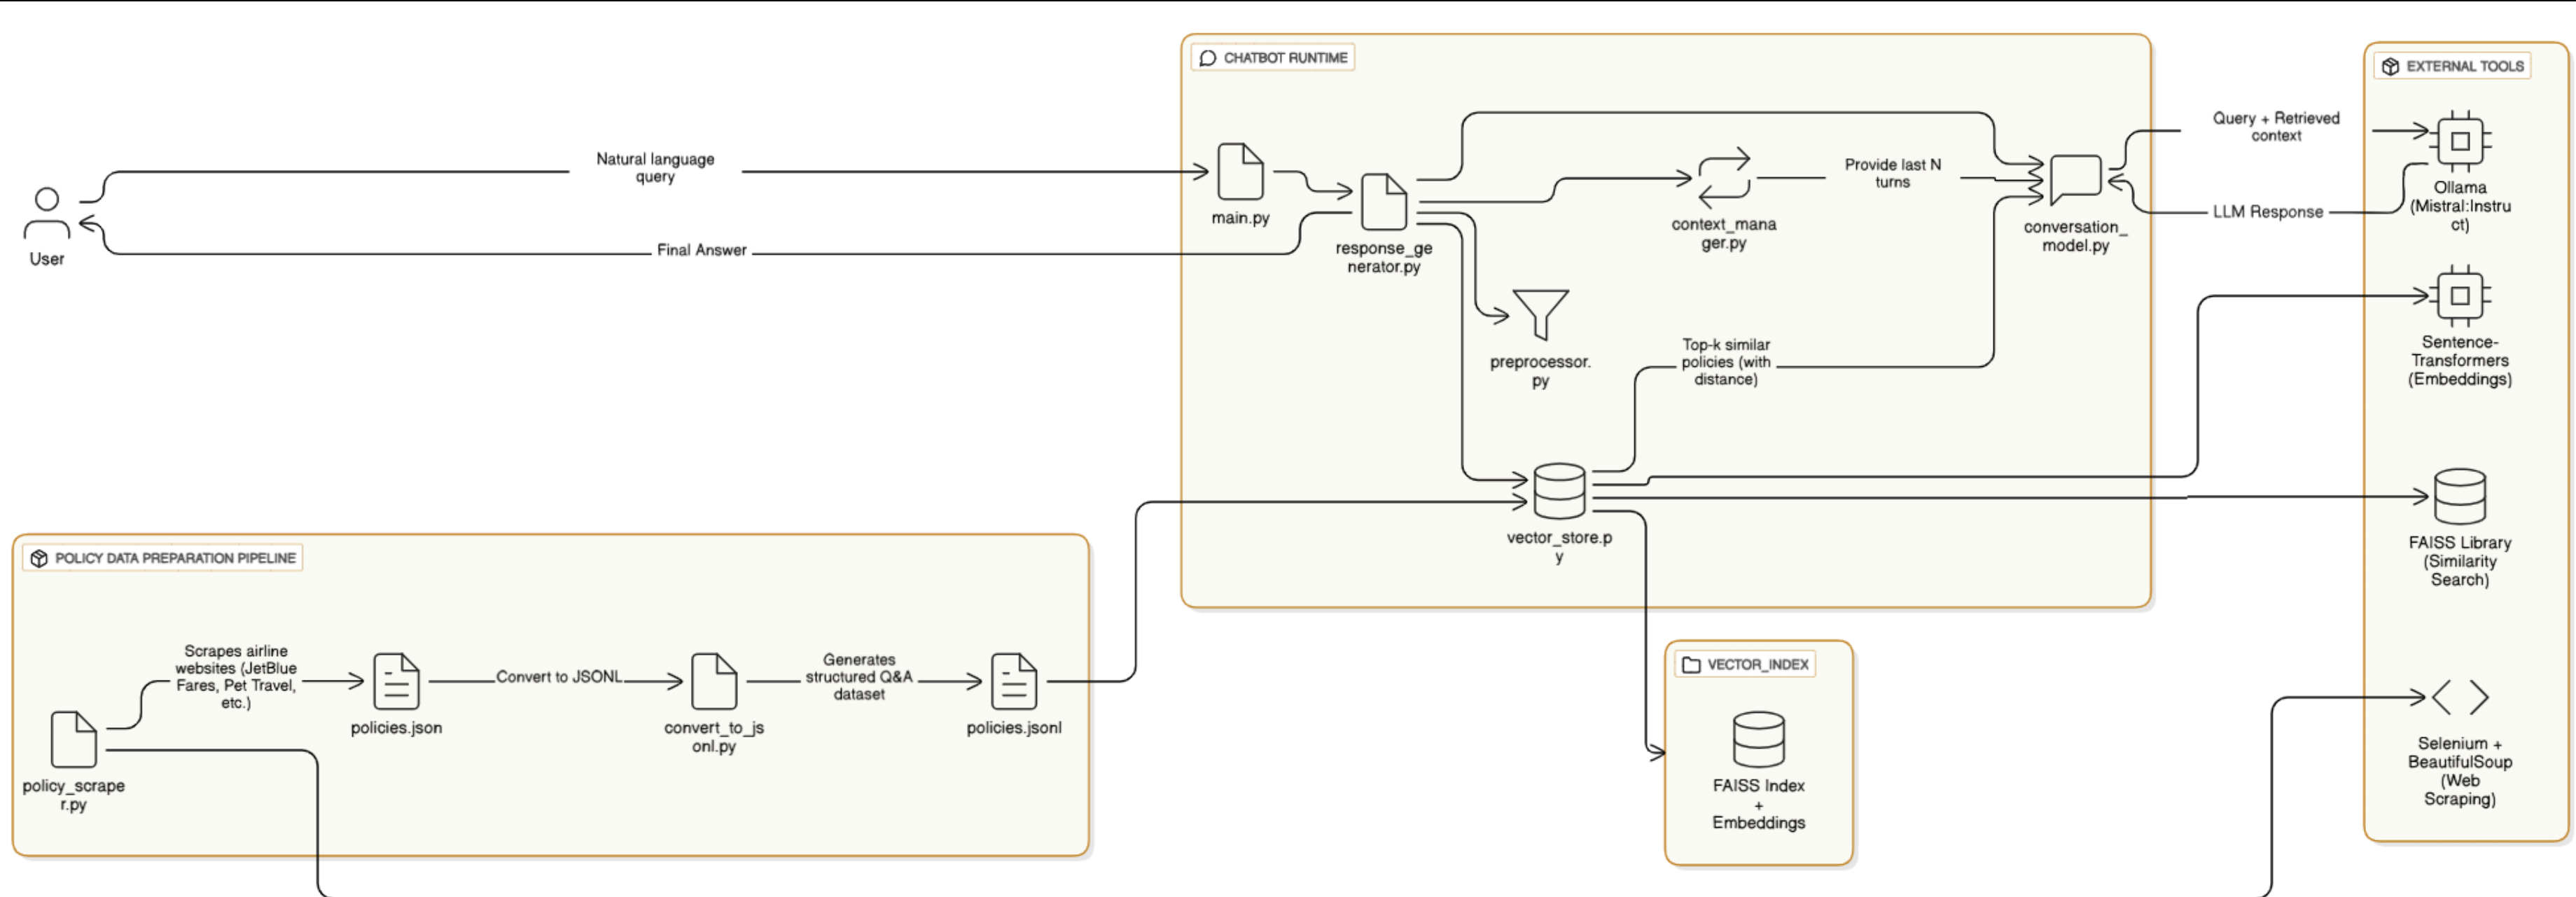 CHATBOT RUNTIME
EXTERNAL TOOLS
Natural language
query
Final Answer
User
main.py
response_ge
nerator.py
context_mana
ger.py
Provide last N
turns
conversation_
model.py
Query + Retrieved
context
LLM Response
Ollama
(Mistral:Instru
ct)
preprocessor.
py
Top-k similar
policies (with
distance)
Sentence-
Transformers
(Embeddings)
vector_store.p
y
FAISS Library
(Similarity
Search)
POLICY DATA PREPARATION PIPELINE
Scrapes airline
websites (JetBlue
Fares, Pet Travel,
etc.)
policy_scrape
r.py
policies.json
Convert to JSONL
convert_to_js
onl.py
Generates
structured Q&A
dataset
policies.jsonl
VECTOR_INDEX
FAISS Index
+
Embeddings
Selenium +
BeautifulSoup
(Web
Scraping)